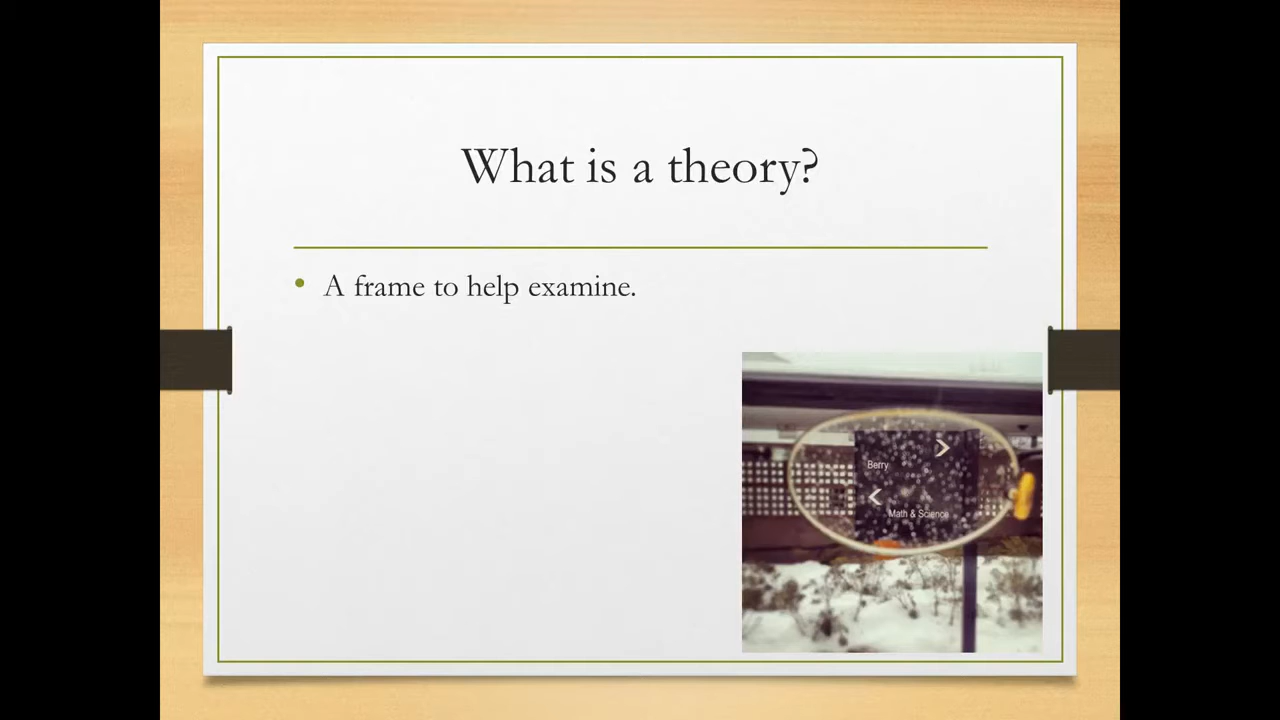 What is a theory?
A frame to help examine.
Berry
Math & Science